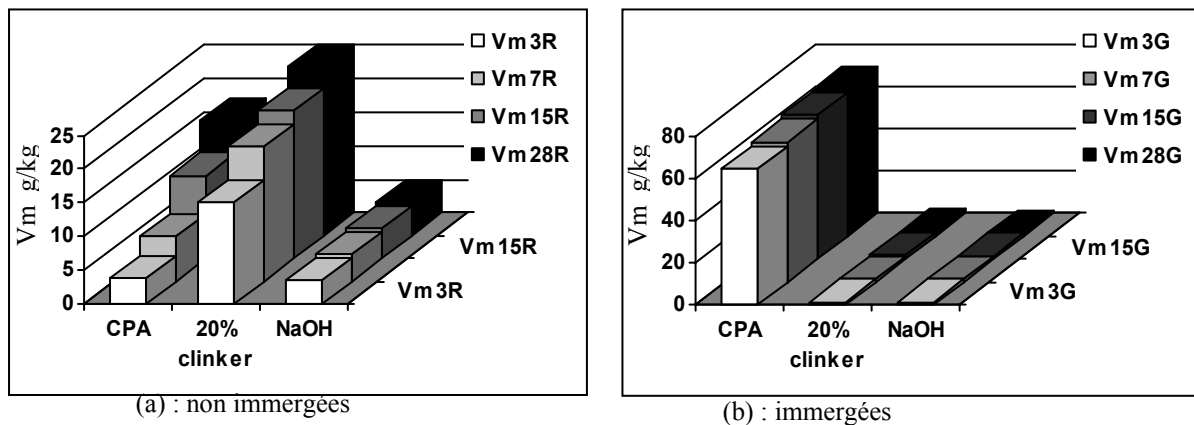 Vm 3R
Vm 7R
Vm 15R
Vm 28R
Vm g/kg
25
20
15
10
5
0
CPA
20%
clinker
NaOH
Vm 3R
Vm 15R
(a) : non immergées
Vm 3G
Vm 7G
Vm 15G
Vm 28G
Vm g/kg
80
60
40
20
0
CPA
20%
clinker
NaOH
Vm 3G
Vm 15G
(b) : immergées